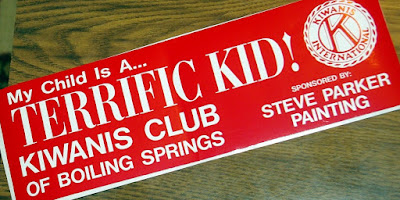 My Child Is A...
TERRIFIC KID!
KIWANIS CLUB
OF BOILING SPRINGS
KIWANIS
K
INTERNATIONAL
SPONSORED BY:
STEVE PARKER
PAINTING